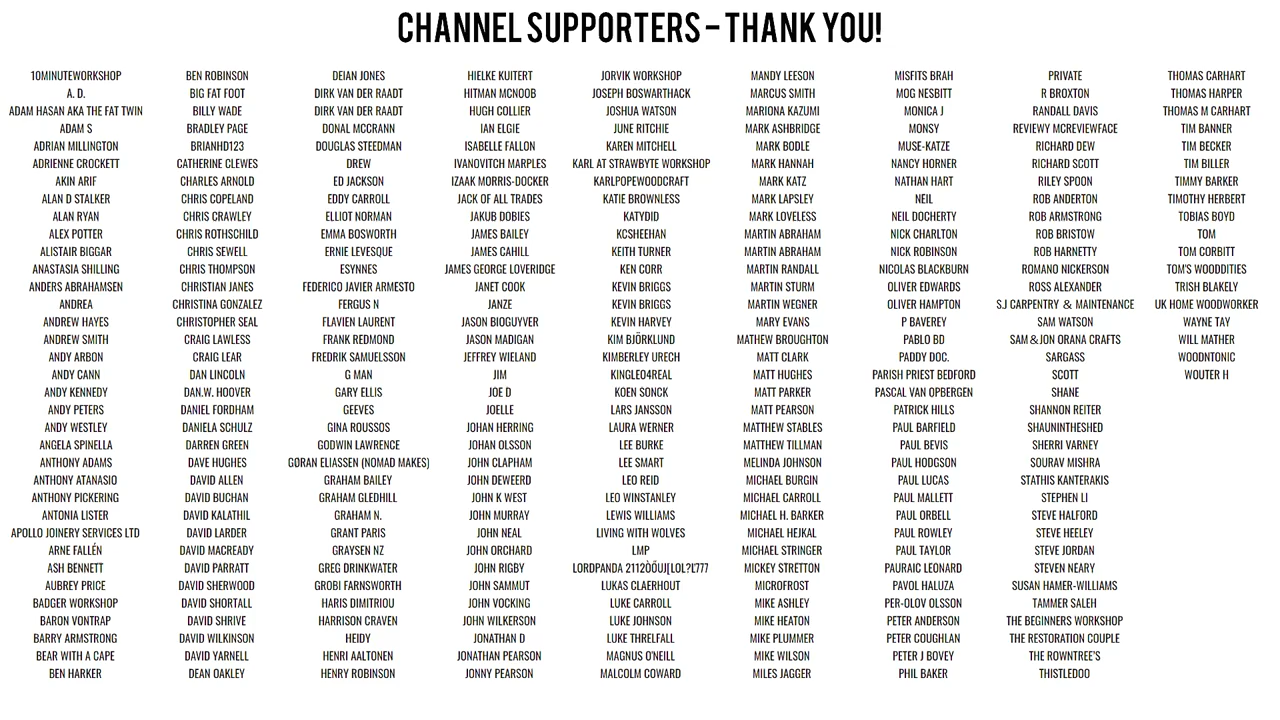 CHANNEL SUPPORTERS – THANK YOU!
10MINUTEWORKSHOP
A. D.
ADAM HASAN AKA THE FAT TWIN
ADAM S
ADRIAN MILLINGTON
ADRIENNE CROCKETT
AKIN ARIF
ALAN D STALKER
ALAN RYAN
ALEX POTTER
ALISTAIR BIGGAR
ANASTASIA SHILLING
ANDERS ABRAHAMSEN
ANDREA
ANDREW HAYES
ANDREW SMITH
ANDY ARBON
ANDY CANN
ANDY KENNEDY
ANDY PETERS
ANDY WESTLEY
ANGELA SPINELLA
ANTHONY ADAMS
ANTHONY ATANASIO
ANTHONY PICKERING
ANTONIA LISTER
APOLLO JOINERY SERVICES LTD
ARNE FALLÉN
ASH BENNETT
AUBREY PRICE
BADGER WORKSHOP
BARON VONTRAP
BARRY ARMSTRONG
BEAR WITH A CAPE
BEN HARKER
BEN ROBINSON
BIG FAT FOOT
BILLY WADE
BRADLEY PAGE
BRIANHD123
CATHERINE CLEWES
CHARLES ARNOLD
CHRIS COPELAND
CHRIS CRAWLEY
CHRIS ROTHSCHILD
CHRIS SEWELL
CHRIS THOMPSON
CHRISTIAN JANES
CHRISTINA GONZALEZ
CHRISTOPHER SEAL
CRAIG LAWLESS
CRAIG LEAR
DAN LINCOLN
DAN.W. HOOVER
DANIEL FORDHAM
DANIELA SCHULZ
DARREN GREEN
DAVE HUGHES
DAVID ALLEN
DAVID BUCHAN
DAVID KALATHIL
DAVID LARDER
DAVID MACREADY
DAVID PARRATT
DAVID SHERWOOD
DAVID SHORTALL
DAVID SHRIVE
DAVID WILKINSON
DAVID YARNELL
DEAN OAKLEY
DEIAN JONES
DIRK VAN DER RAADT
DIRK VAN DER RAADT
DONAL MCCRANN
DOUGLAS STEEDMAN
DREW
ED JACKSON
EDDY CARROLL
ELLIOT NORMAN
EMMA BOSWORTH
ERNIE LEVESQUE
ESYNNES
FEDERICO JAVIER ARMESTO
FERGUS N
FLAVIEN LAURENT
FRANK REDMOND
FREDRIK SAMUELSSON
G MAN
GARY ELLIS
GEEVES
GINA ROUSSOS
GODWIN LAWRENCE
GØRAN ELIASSEN (NOMAD MAKES)
GRAHAM BAILEY
GRAHAM GLEDHILL
GRAHAM N.
GRANT PARIS
GRAYSEN NZ
GREG DRINKWATER
GROBI FARNSWORTH
HARIS DIMITRIOU
HARRISON CRAVEN
HEIDY
HENRI AALTONEN
HENRY ROBINSON
HIELKE KUITERT
HITMAN MCNOOB
HUGH COLLIER
IAN ELGIE
ISABELLE FALLON
IVANOVITCH MARPLES
IZAAK MORRIS-DOCKER
JACK OF ALL TRADES
JAKUB DOBIES
JAMES BAILEY
JAMES CAHILL
JAMES GEORGE LOVERIDGE
JANET COOK
JANZE
JASON BIOGUYVER
JASON MADIGAN
JEFFREY WIELAND
JIM
JOE D
JOELLE
JOHAN HERRING
JOHAN OLSSON
JOHN CLAPHAM
JOHN DEWEERD
JOHN K WEST
JOHN MURRAY
JOHN NEAL
JOHN ORCHARD
JOHN RIGBY
JOHN SAMMUT
JOHN VOCKING
JOHN WILKERSON
JONATHAN D
JONATHAN PEARSON
JONNY PEARSON
JORVIK WORKSHOP
JOSEPH BOSWARTHACK
JOSHUA WATSON
JUNE RITCHIE
KAREN MITCHELL
KARL AT STRAWBYTE WORKSHOP
KARLPOPEWOODCRAFT
KATIE BROWNLESS
KATYDID
KCSHEEHAN
KEITH TURNER
KEN CORR
KEVIN BRIGGS
KEVIN BRIGGS
KEVIN HARVEY
KIM BJÖRKLUND
KIMBERLEY URECH
KINGLEO4REAL
KOEN SONCK
LARS JANSSON
LAURA WERNER
LEE BURKE
LEE SMART
LEO REID
LEO WINSTANLEY
LEWIS WILLIAMS
LIVING WITH WOLVES
LMP
LORDPANDA
LUKAS CLAERHOUT
LUKE CARROLL
LUKE JOHNSON
LUKE THRELFALL
MAGNUS O'NEILL
MALCOLM COWARD
MANDY LEESON
MARCUS SMITH
MARIONA KAZUMI
MARK ASHBRIDGE
MARK BODLE
MARK HANNAH
MARK KATZ
MARK LAPSLEY
MARK LOVELESS
MARTIN ABRAHAM
MARTIN ABRAHAM
MARTIN RANDALL
MARTIN STURM
MARTIN WEGNER
MARY EVANS
MATHEW BROUGHTON
MATT CLARK
MATT HUGHES
MATT PARKER
MATT PEARSON
MATTHEW STABLES
MATTHEW TILLMAN
MELINDA JOHNSON
MICHAEL BURGIN
MICHAEL CARROLL
MICHAEL H. BARKER
MICHAEL HEJKAL
MICHAEL STRINGER
MICKEY STRETTON
MICROFROST
MIKE ASHLEY
MIKE HEATON
MIKE PLUMMER
MIKE WILSON
MILES JAGGER
MISFITS BRAH
MOG NESBITT
MONICA J
MONSY
MUSE-KATZE
NANCY HORNER
NATHAN HART
NEIL
NEIL DOCHERTY
NICK CHARLTON
NICK ROBINSON
NICOLAS BLACKBURN
OLIVER EDWARDS
OLIVER HAMPTON
P BAVEREY
PABLO BD
PADDY DOC.
PARISH PRIEST BEDFORD
PASCAL VAN OPBERGEN
PATRICK HILLS
PAUL BARFIELD
PAUL BEVIS
PAUL HODGSON
PAUL LUCAS
PAUL MALLETT
PAUL ORBELL
PAUL ROWLEY
PAUL TAYLOR
PAURAIC LEONARD
PAVOL HALUZA
PER-OLOV OLSSON
PETER ANDERSON
PETER COUGHLAN
PETER J BOVEY
PHIL BAKER
PRIVATE
R BROXTON
RANDALL DAVIS
REVIEWY MCREVIEWFACE
RICHARD DEW
RICHARD SCOTT
RILEY SPOON
ROB ANDERTON
ROB ARMSTRONG
ROB BRISTOW
ROB HARNETTY
ROMANO NICKERSON
ROSS ALEXANDER
S.J CARPENTRY & MAINTENANCE
SAM WATSON
SAM & JON ORANA CRAFTS
SARGASS
SCOTT
SHANE
SHANNON REITER
SHAUNINTHESHED
SHERRI VARNEY
SOURAV MISHRA
STATHIS KANTERAKIS
STEPHEN LI
STEVE HALFORD
STEVE HEELEY
STEVE JORDAN
STEVEN NEARY
SUSAN HAMER-WILLIAMS
TAMMER SALEH
THE BEGINNERS WORKSHOP
THE RESTORATION COUPLE
THE ROWNTREE'S
THISTLEDOO
THOMAS CARHART
THOMAS HARPER
THOMAS M CARHART
TIM BANNER
TIM BECKER
TIM BILLER
TIMMY BARKER
TIMOTHY HERBERT
TOBIAS BOYD
TOM
TOM CORBITT
TOM'S WOODDITIES
TRISH BLAKELY
UK HOME WOODWORKER
WAYNE TAY
WILL MATHER
WOODNTONIC
WOUTER H